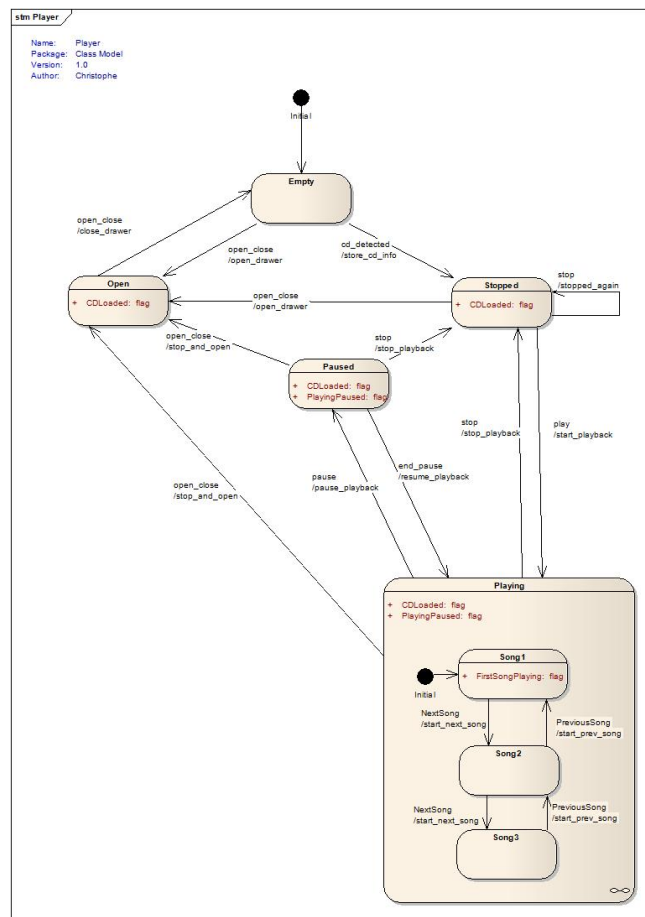 stm Player
Name: Player
Package: Class Model
Version: 1.0
Author: Christophe
Initial
Empty
open_close
/close_drawer
open_close
/open_drawer
cd_detected
/store_cd_info
Open
+ CDLoaded: flag
open_close
/open_drawer
Stopped
+ CDLoaded: flag
stop
/stopped_again
open_close
/stop_and_open
stop
/stop_playback
Paused
+ CDLoaded: flag
+ PlayingPaused: flag
stop
/stop_playback
play
/start_playback
open_close
/stop_and_open
pause
/pause_playback
end_pause
/resume_playback
Playing
+ CDLoaded: flag
+ PlayingPaused: flag
Initial
Song1
+ FirstSongPlaying: flag
NextSong
/start_next_song
PreviousSong
/start_prev_song
Song2
NextSong
/start_next_song
PreviousSong
/start_prev_song
Song3